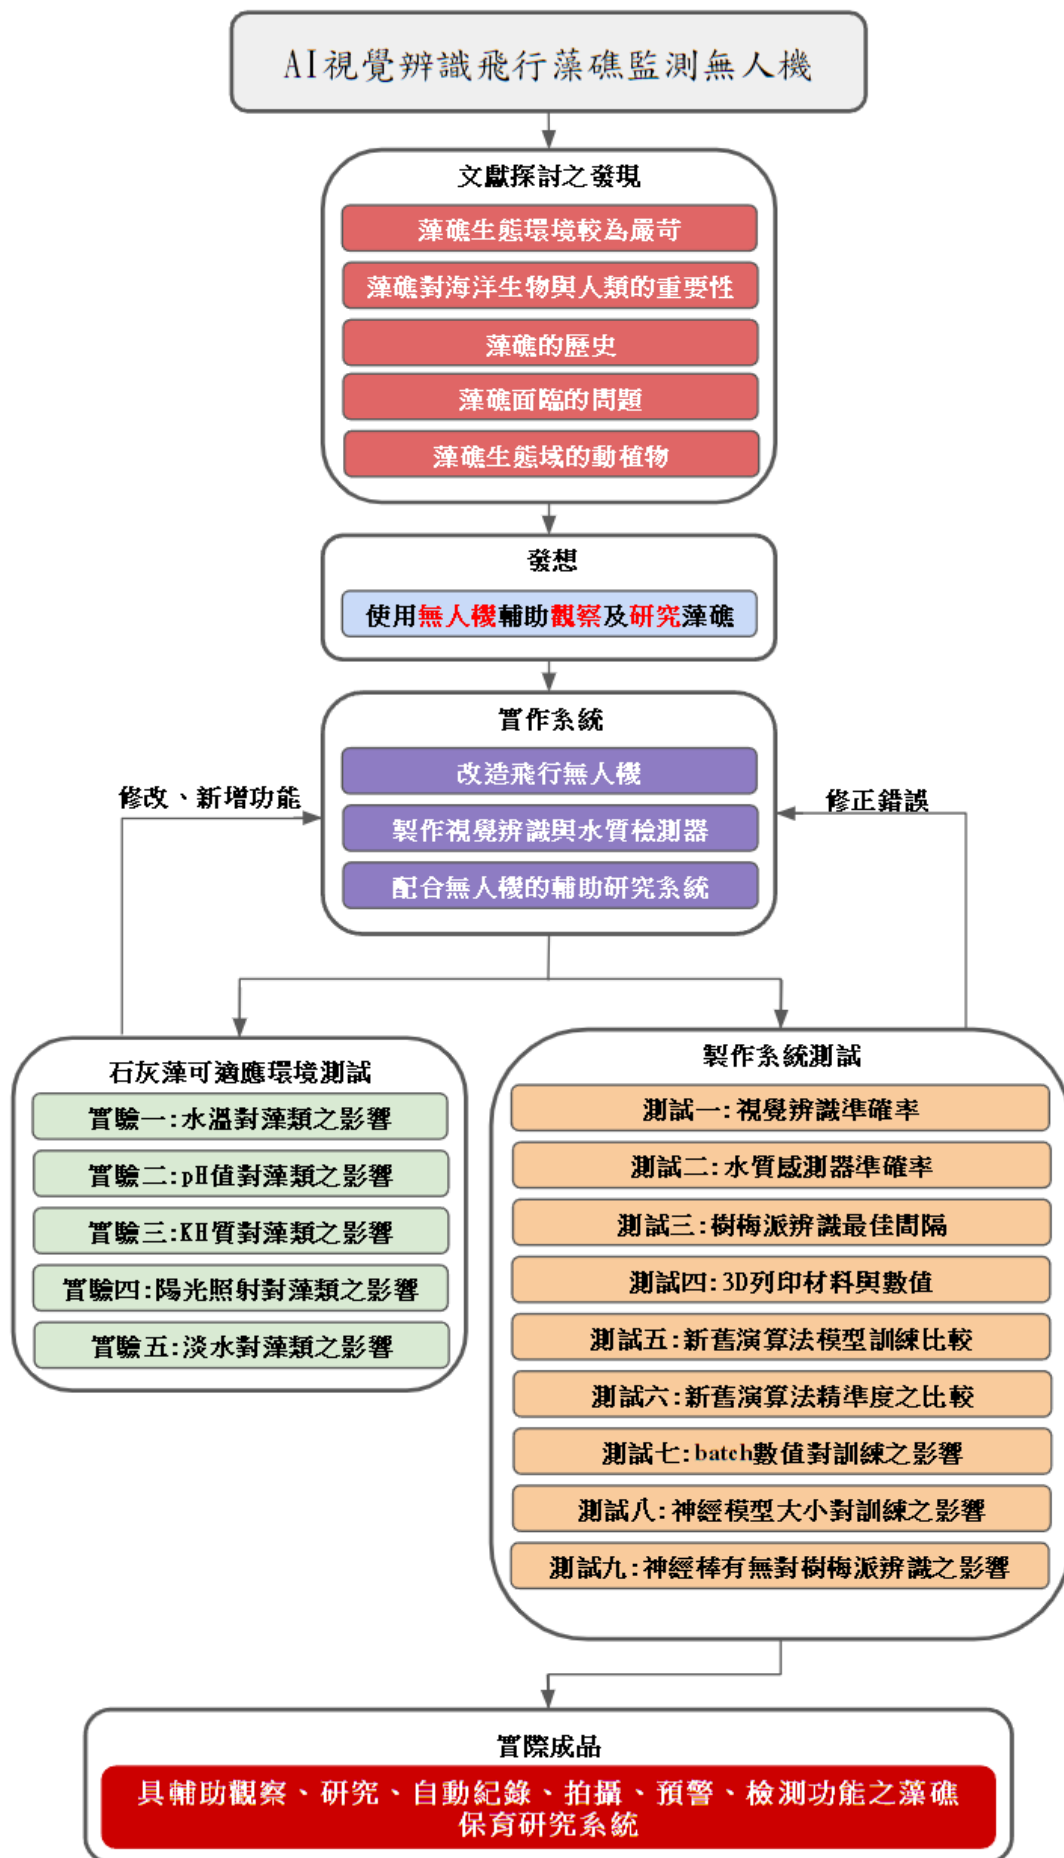 AI視覺辨識飛行藻礁監測無人機
文獻探討之發現
藻礁生態環境較為嚴苛
藻礁對海洋生物與人類的重要性
藻礁的歷史
藻礁面臨的問題
藻礁生態域的動植物
發想
使用無人機輔助觀察及研究藻礁
實作系統
改造飛行無人機
製作視覺辨識與水質檢測器
配合無人機的輔助研究系統
修改、新增功能
修正錯誤
石灰藻可適應環境測試
實驗一:水溫對藻類之影響
實驗二:pH值對藻類之影響
實驗三:KH質對藻類之影響
實驗四:陽光照射對藻類之影響
實驗五:淡水對藻類之影響
製作系統測試
測試一:視覺辨識準確率
測試二:水質感測器準確率
測試三:樹梅派辨識最佳間隔
測試四:3D列印材料與數值
測試五:新舊演算法模型訓練比較
測試六:新舊演算法精準度之比較
測試七:batch數值對訓練之影響
測試八:神經模型大小對訓練之影響
測試九:神經棒有無對樹梅派辨識之影響
實際成品
具輔助觀察、研究、自動紀錄、拍攝、預警、檢測功能之藻礁
保育研究系統